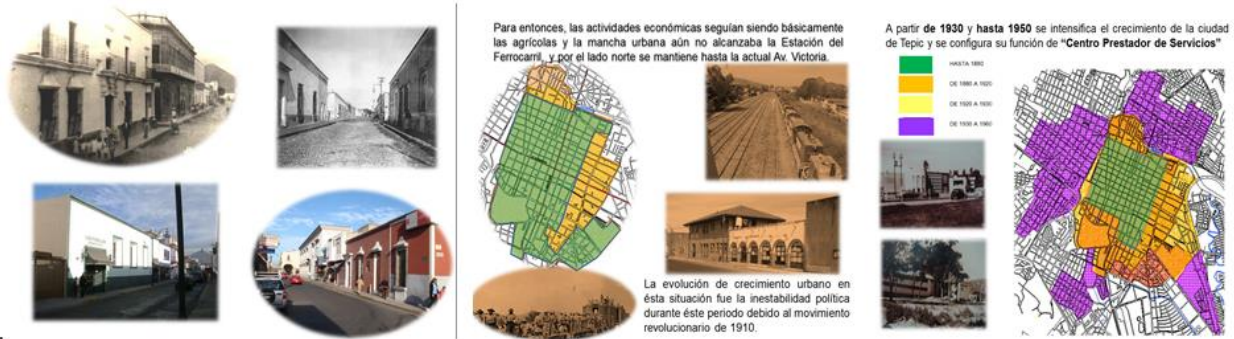 Para entonces, las actividades económicas seguían siendo básicamente
las agrícolas y la mancha urbana aún no alcanzaba la Estación del
Ferrocarril, y por el lado norte se mantiene hasta la actual Av. Victoria.
La evolución de crecimiento urbano en
ésta situación fue la inestabilidad política
durante éste periodo debido al movimiento
revolucionario de 1910.
A partir de 1930 y hasta 1950 se intensifica el crecimiento de la ciudad
de Tepic y se configura su función de “Centro Prestador de Servicios”
HASTA 1880
DE 1880 A 1920
DE 1920 A 1930
DE 1930 A 1960